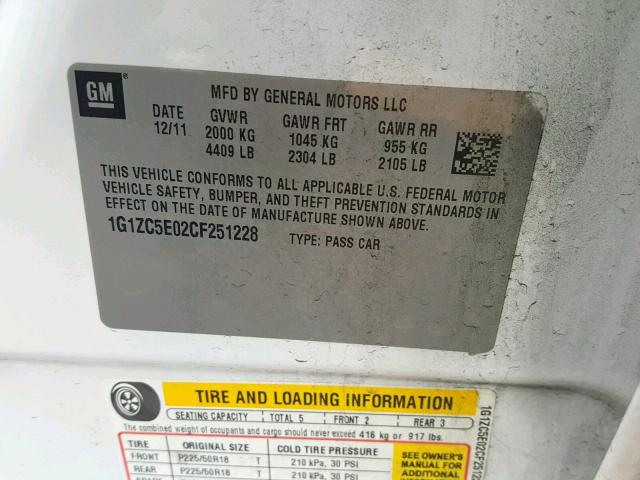 GM
MFD BY GENERAL MOTORS LLC
DATE GVWR GAWR FRT GAWR RR
12/11 2000 KG 1045 KG 955 KG
4409 LB 2304 LB 2105 LB
THIS VEHICLE CONFORMS TO ALL APPLICABLE U.S. FEDERAL MOTOR
VEHICLE SAFETY, BUMPER, AND THEFT PREVENTION STANDARDS IN
EFFECT ON THE DATE OF MANUFACTURE SHOWN ABOVE.
1G1ZC5E02CF251228 TYPE: PASS CAR
TIRE AND LOADING INFORMATION
SEATING CAPACITY TOTAL 5 FRONT 2 REAR 3
The combined weight of occupants and cargo should never exceed 416 kg or 917 lbs.
TIRE ORIGINAL SIZE COLD TIRE PRESSURE
FRONT P225/50R18 T 210 kPa, 30 PSI
REAR P225/50R18 T 210 kPa, 30 PSI
SEE OWNER'S
MANUAL FOR
ADDITIONAL
1G1ZC5E02CF2512